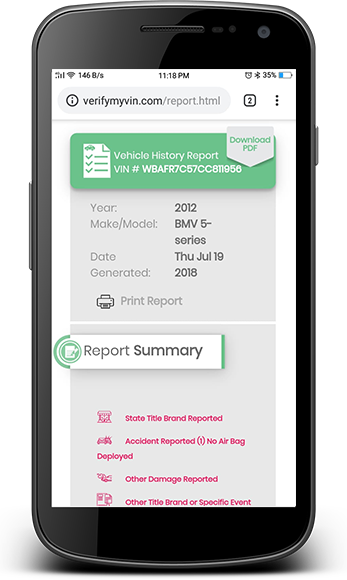 146 B/s 11:18 PM 35%
verifymyvin.com/report.html 2
Download
PDF
Vehicle History Report
VIN # WBAFR7C57CC811956
Year: 2012
Make/Model: BMV 5-
series
Date Thu Jul 19
Generated: 2018
Print Report
Report Summary
State Title Brand Reported
Accident Reported (1) No Air Bag
Deployed
Other Damage Reported
Other Title Brand or Specific Event